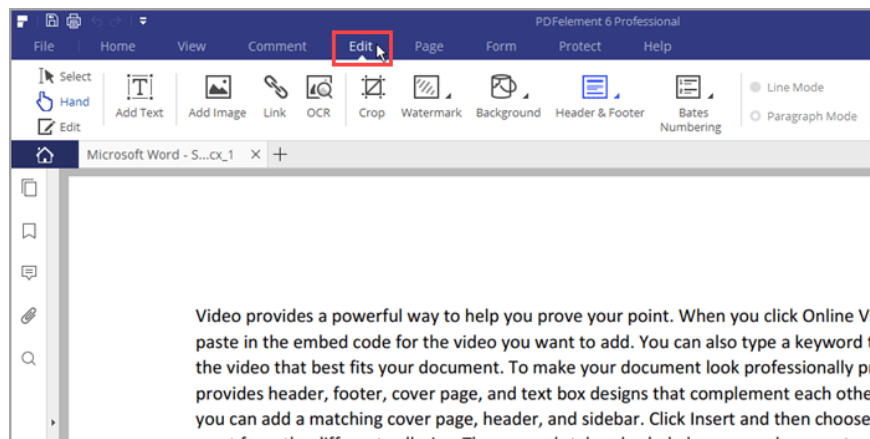 PDFelement 6 Professional
File Home View Comment Edit Page Form Protect Help
Select
Hand
Edit
Add Text Add Image Link OCR Crop Watermark Background Header & Footer Bates
Numbering
Line Mode
Paragraph Mode
Microsoft Word - S...cx_1
Video provides a powerful way to help you prove your point. When you click Online V
paste in the embed code for the video you want to add. You can also type a keyword
the video that best fits your document. To make your document look professionally p
provides header, footer, cover page, and text box designs that complement each othe
you can add a matching cover page, header, and sidebar. Click Insert and then choose